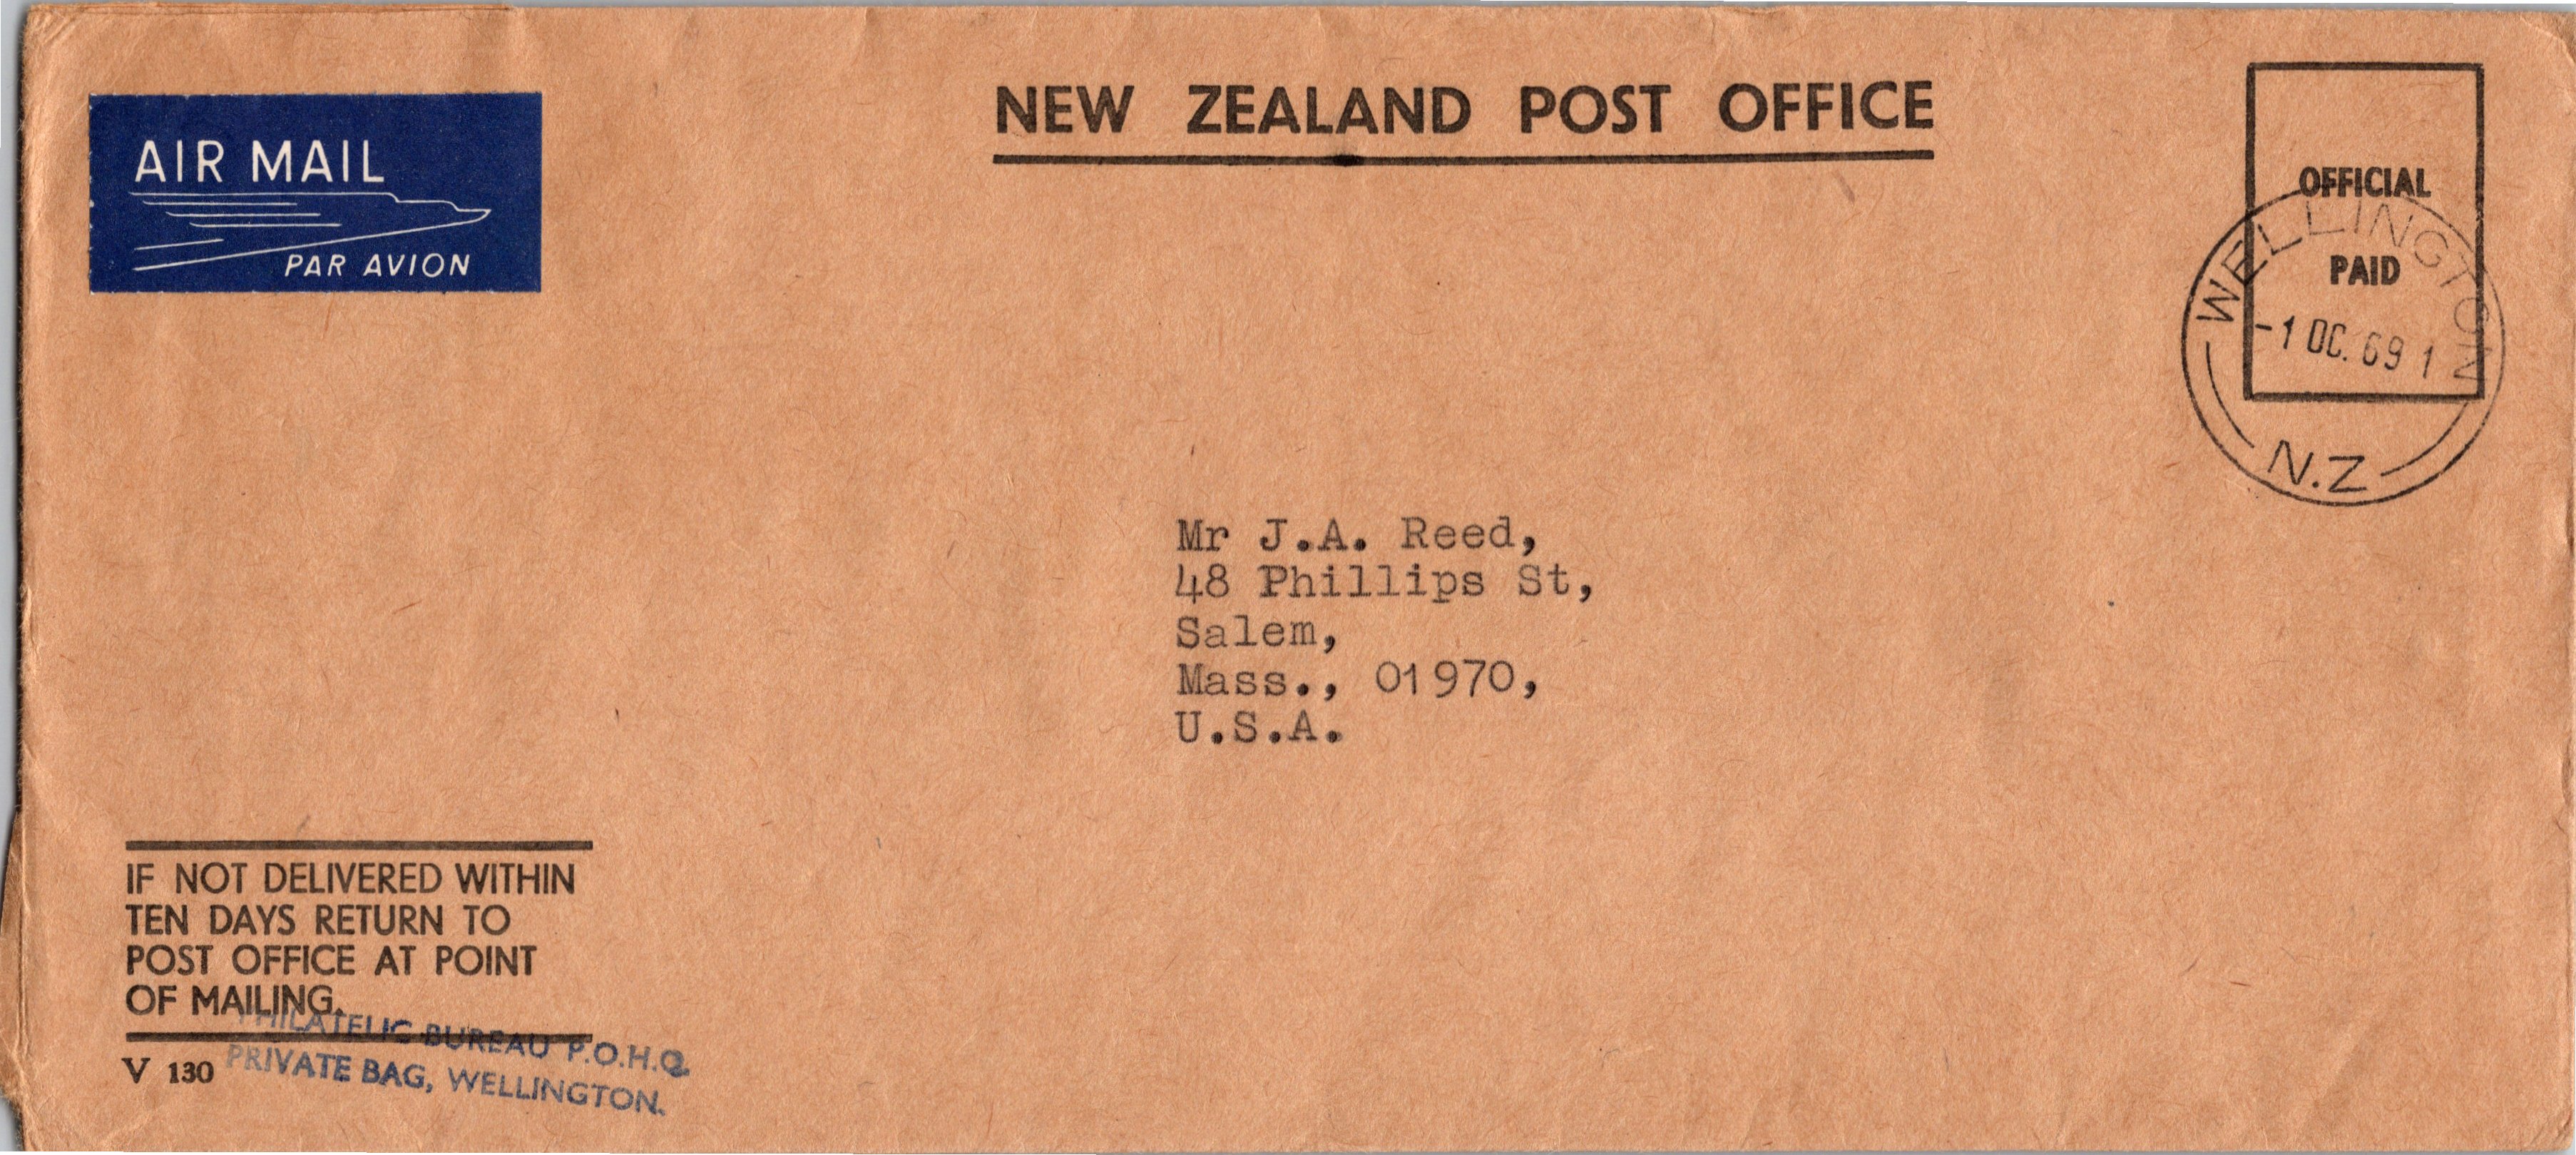 AIR MAIL
PAR AVION
NEW ZEALAND POST OFFICE
OFFICIAL
PAID
WELLINGTON
-1 OC. 69 1
N.Z
Mr J.A. Reed,
48 Phillips St,
Salem,
Mass., 01970,
U.S.A.
IF NOT DELIVERED WITHIN
TEN DAYS RETURN TO
POST OFFICE AT POINT
OF MAILING.
PHILATELIC BUREAU P.O.H.Q.
PRIVATE BAG, WELLINGTON.
V 130